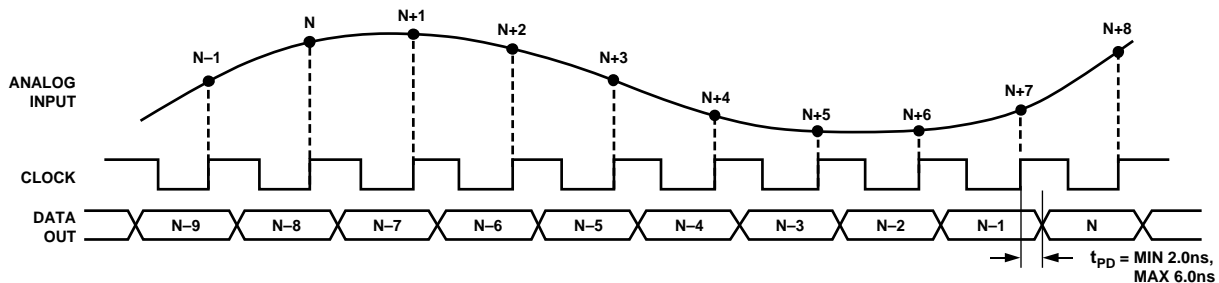 N–1
N
N+1
N+2
N+3
N+4
N+5
N+6
N+7
N+8
ANALOG
INPUT
CLOCK
DATA
OUT
N–9
N–8
N–7
N–6
N–5
N–4
N–3
N–2
N–1
N
tPD = MIN 2.0ns,
MAX 6.0ns